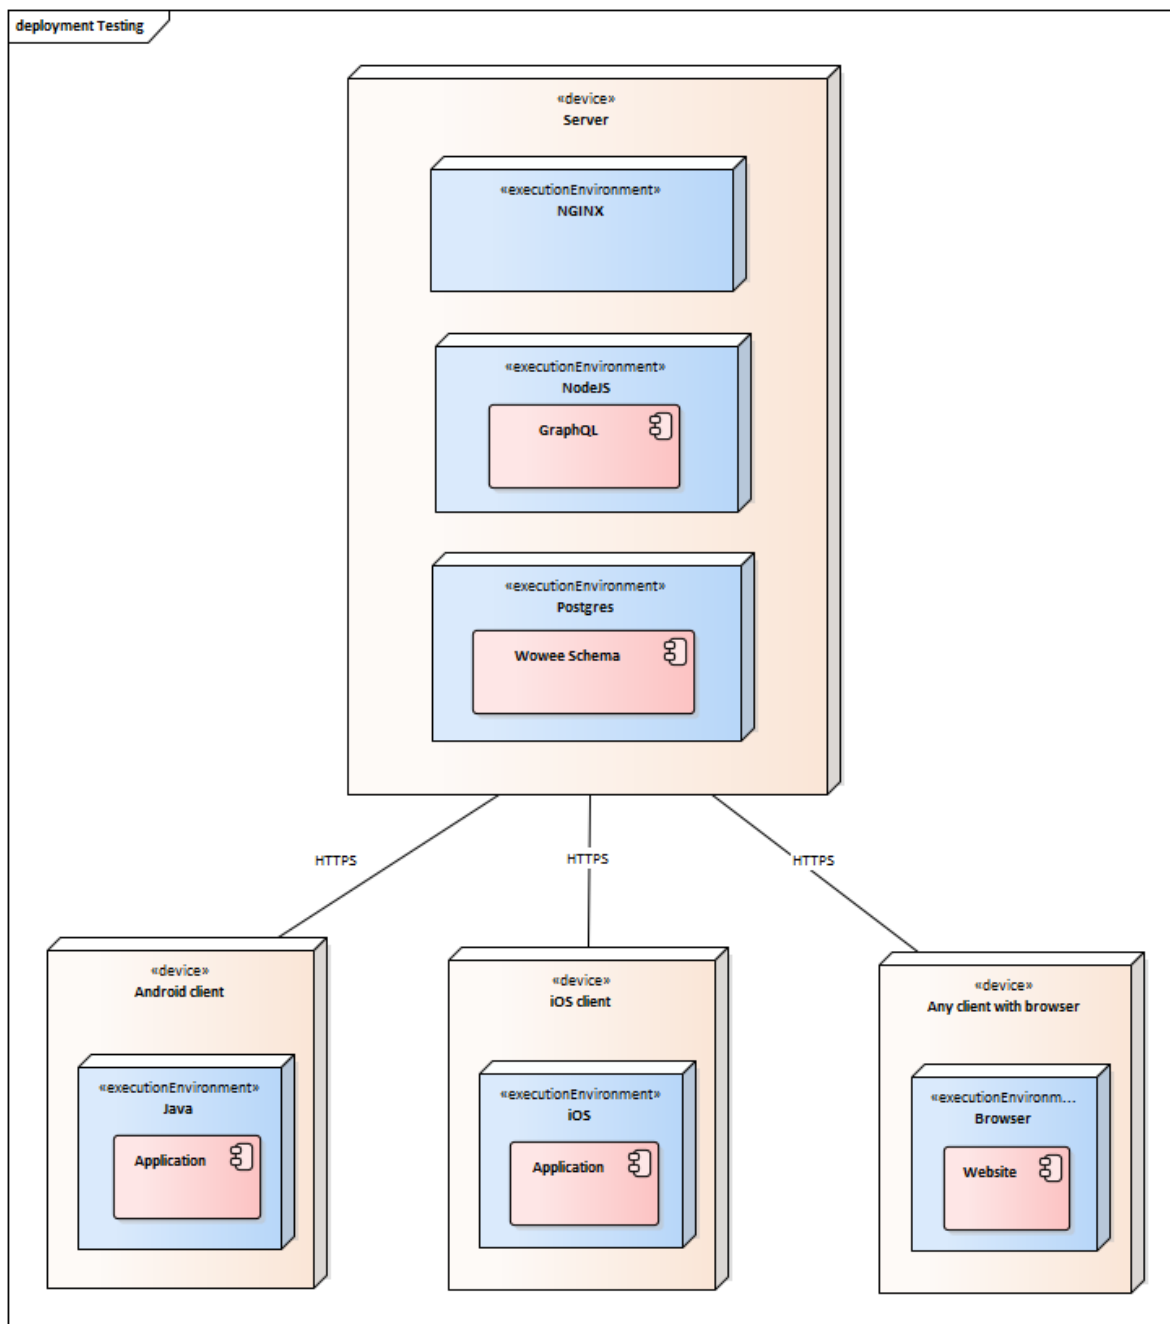 deployment Testing
«device»
Server
«executionEnvironment»
NGINX
«executionEnvironment»
NodeJS
GraphQL
«executionEnvironment»
Postgres
Wowee Schema
HTTPS
HTTPS
HTTPS
«device»
Android client
«executionEnvironment»
Java
Application
«device»
iOS client
«executionEnvironment»
iOS
Application
«device»
Any client with browser
«executionEnvironm...
Browser
Website